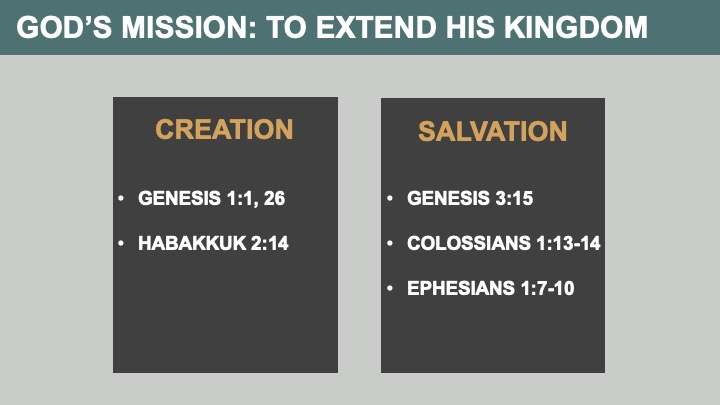 GOD’S MISSION: TO EXTEND HIS KINGDOM
CREATION
• GENESIS 1:1, 26
• HABAKKUK 2:14
SALVATION
• GENESIS 3:15
• COLOSSIANS 1:13-14
• EPHESIANS 1:7-10